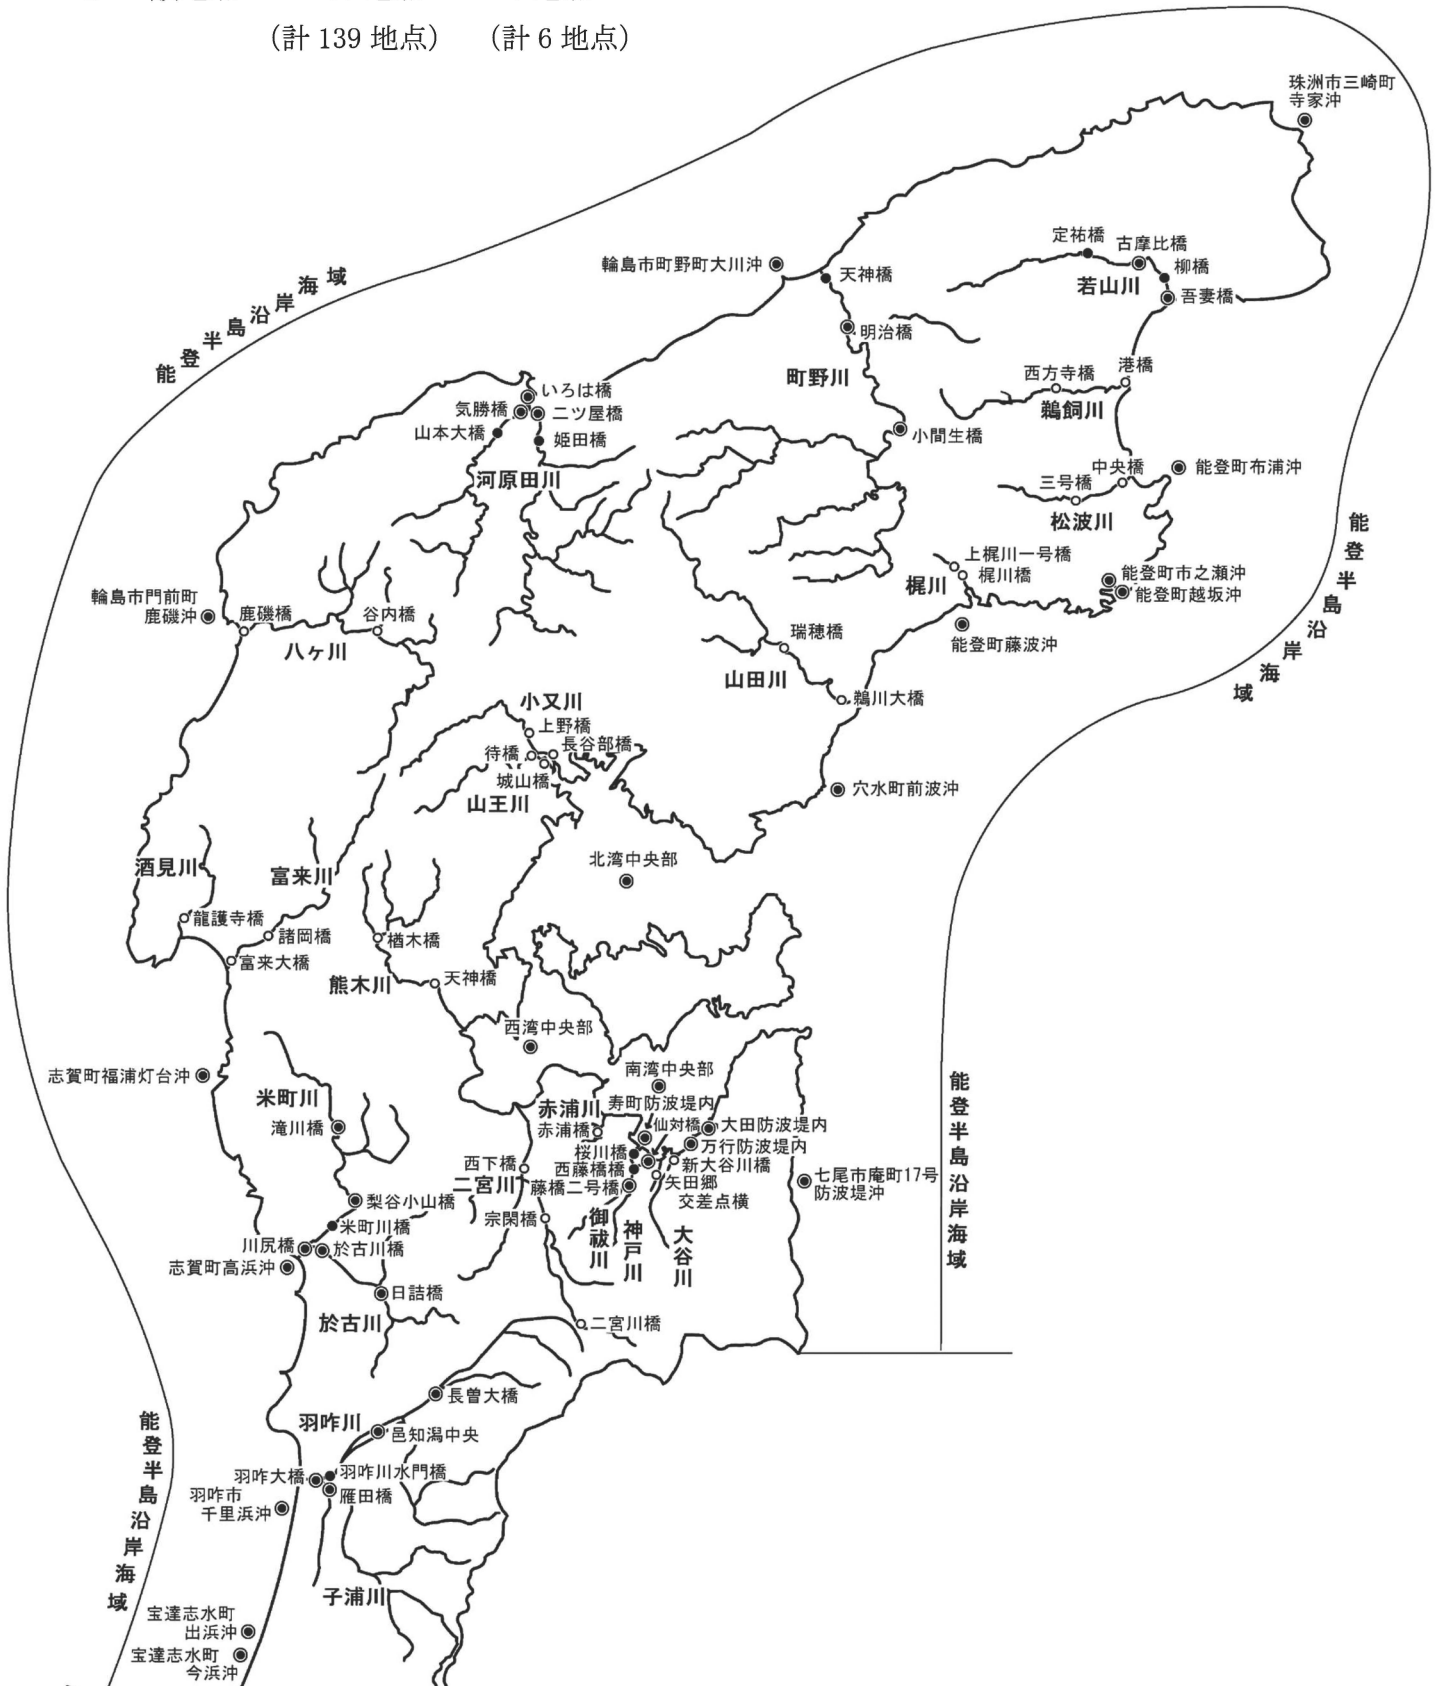 (計 139 地点)　(計 6 地点)
珠洲市三崎町
寺家沖
定祐橋
古摩比橋
柳橋
若山川
吾妻橋
輪島市町野町大川沖
天神橋
能登半島沿岸海域
明治橋
町野川
港橋
西方寺橋
鵜飼川
いろは橋
気勝橋
二ツ屋橋
山本大橋
姫田橋
小間生橋
河原田川
中央橋
能登町布浦沖
三号橋
松波川
能登半島沿岸海域
上梶川一号橋
梶川橋
梶川
能登町市之瀬沖
能登町越坂沖
輪島市門前町
鹿磯沖
鹿磯橋
谷内橋
八ヶ川
瑞穂橋
能登町藤波沖
山田川
鵜川大橋
小又川
上野橋
長谷部橋
待橋
城山橋
山王川
穴水町前波沖
酒見川
富来川
北湾中央部
龍護寺橋
諸岡橋
楢木橋
富来大橋
熊木川
天神橋
西湾中央部
志賀町福浦灯台沖
米町川
滝川橋
南湾中央部
寿町防波堤内
赤浦川
赤浦橋
仙対橋
大田防波堤内
万行防波堤内
桜川橋
新大谷川橋
西藤橋橋
西下橋
二宮川
藤橋二号橋
矢田郷
交差点横
七尾市庵町17号
防波堤沖
能登半島沿岸海域
梨谷小山橋
米町川橋
宗閑橋
御祓川
神戸川
大谷川
川尻橋
於古川橋
志賀町高浜沖
日詰橋
於古川
二宮川橋
長曽大橋
羽咋川
邑知潟中央
能登半島沿岸海域
羽咋大橋
羽咋川水門橋
雁田橋
羽咋市
千里浜沖
子浦川
宝達志水町
出浜沖
宝達志水町
今浜沖